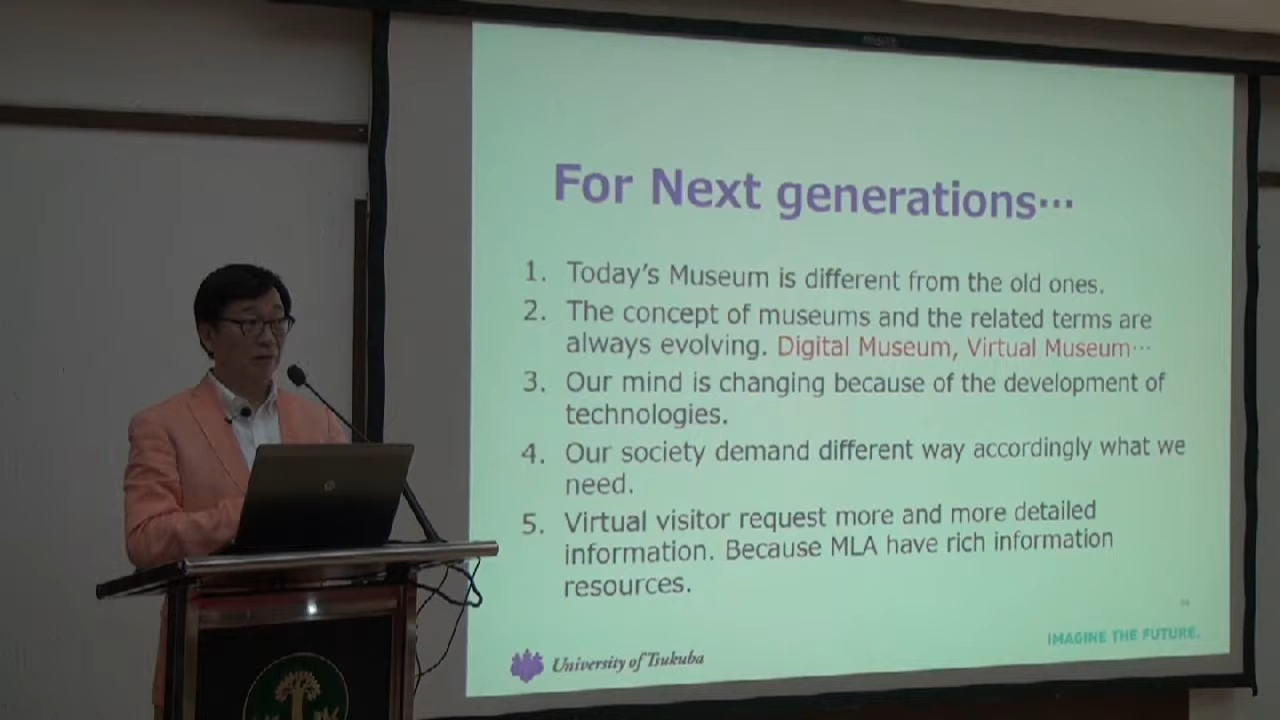 For Next generations…
1. Today's Museum is different from the old ones.
2. The concept of museums and the related terms are
always evolving. Digital Museum, Virtual Museum…
3. Our mind is changing because of the development of
technologies.
4. Our society demand different way accordingly what we
need.
5. Virtual visitor request more and more detailed
information. Because MLA have rich information
resources.
IMAGINE THE FUTURE.
University of Tsukuba
hp